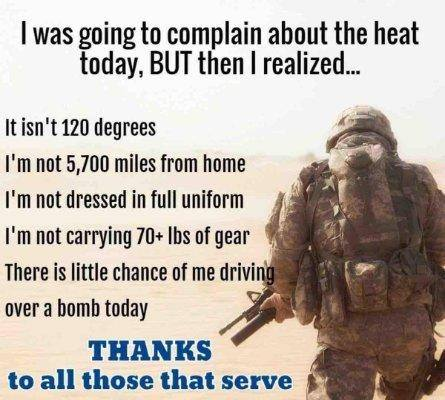 I was going to complain about the heat
today, BUT then I realized...
It isn't 120 degrees
I'm not 5,700 miles from home
I'm not dressed in full uniform
I'm not carrying 70+ lbs of gear
There is little chance of me driving
over a bomb today
THANKS
to all those that serve